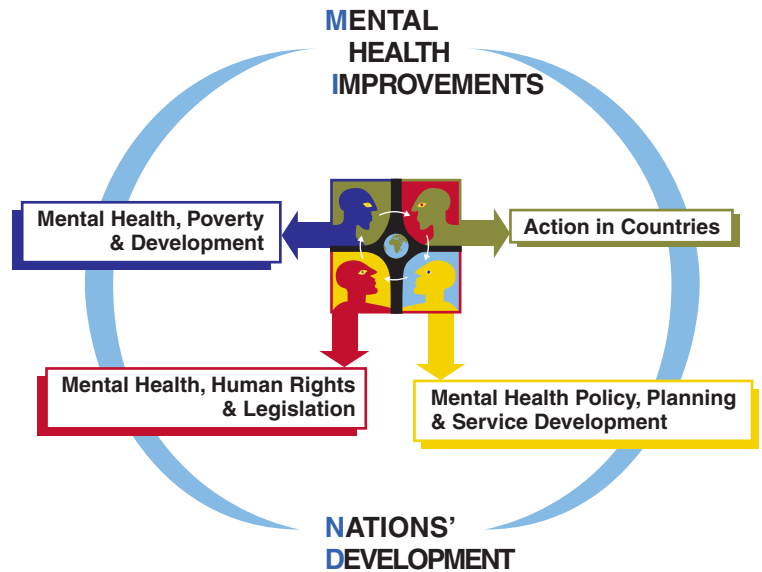 MENTAL
HEALTH
IMPROVEMENTS
Mental Health, Poverty
& Development
Action in Countries
Mental Health, Human Rights
& Legislation
Mental Health Policy, Planning
& Service Development
NATIONS'
DEVELOPMENT